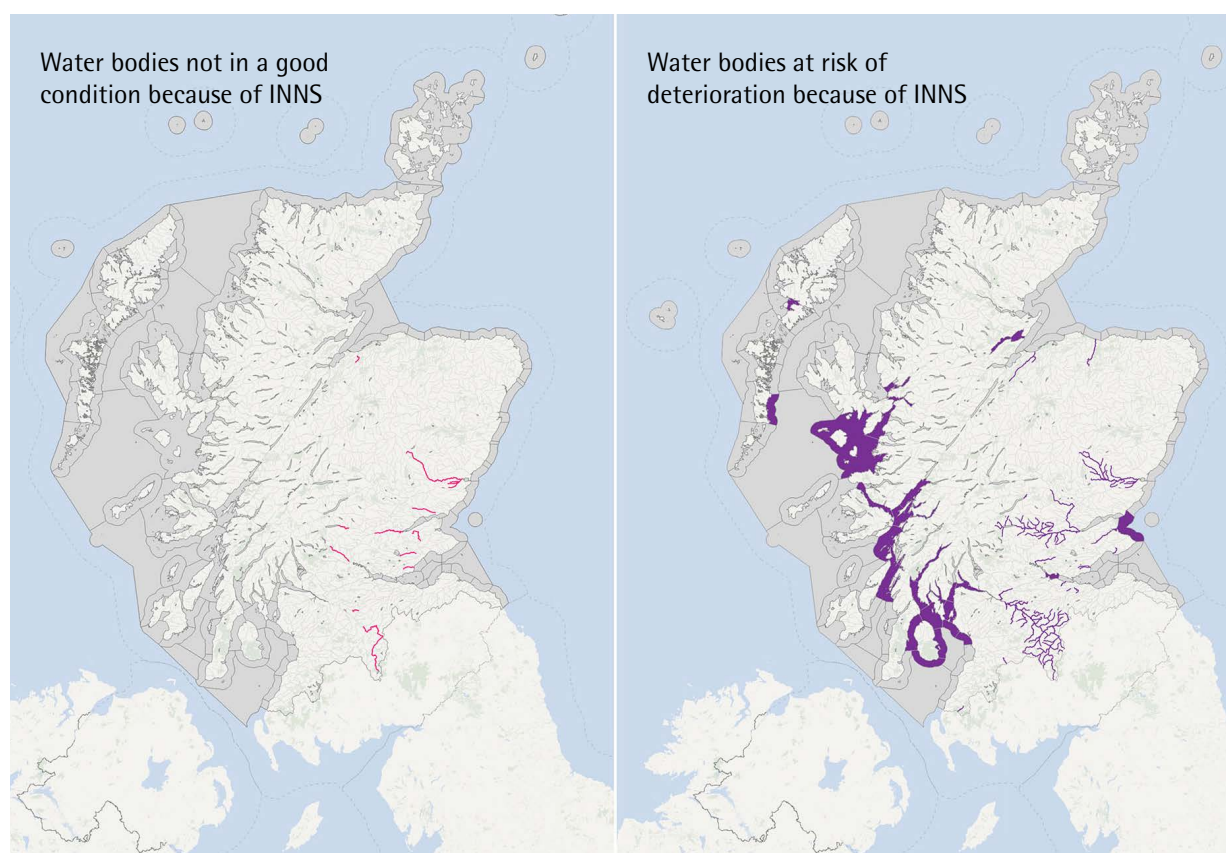 Water bodies not in a good
condition because of INNS
Water bodies at risk of
deterioration because of INNS